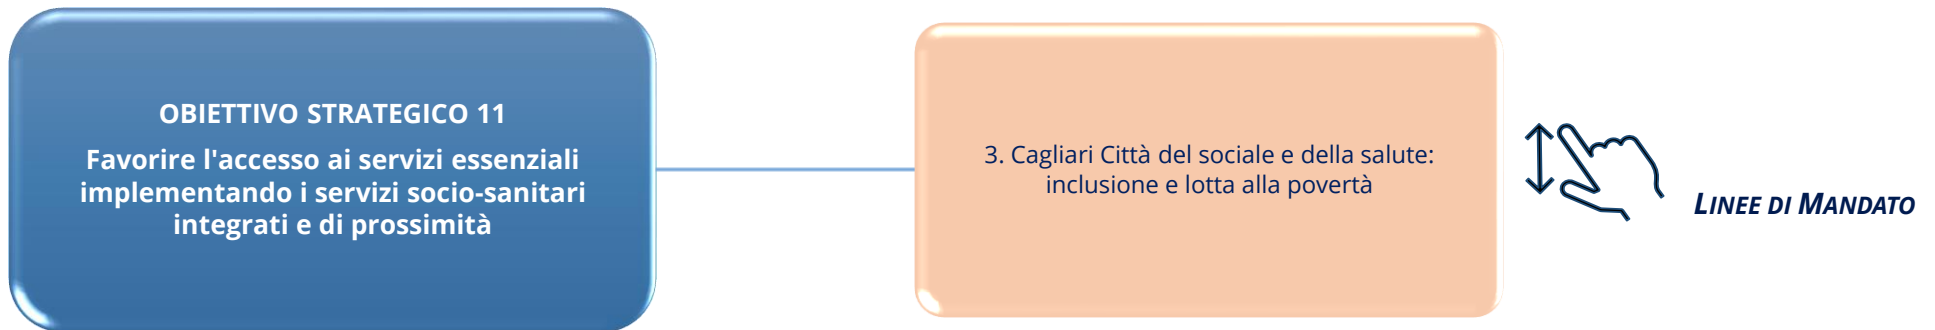 OBIETTIVO STRATEGICO 11
Favorire l'accesso ai servizi essenziali
implementando i servizi socio-sanitari
integrati e di prossimità
3. Cagliari Città del sociale e della salute:
inclusione e lotta alla povertà
LINEE DI MANDATO